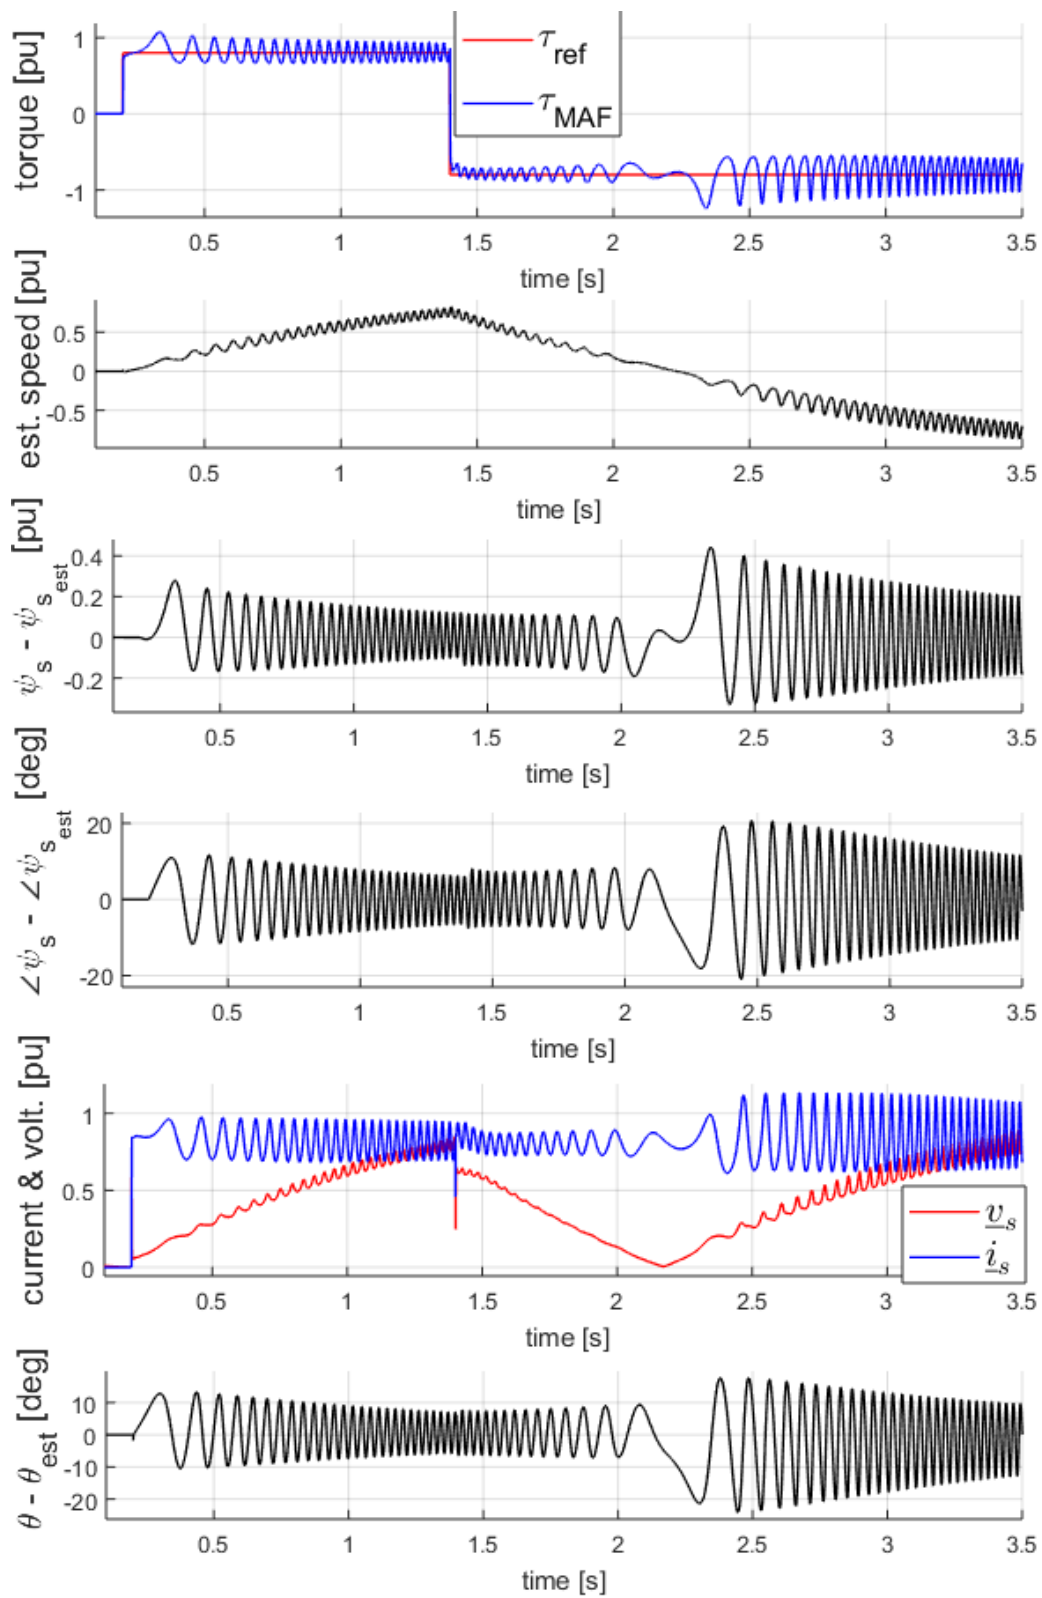 torque [pu]
1
0
-1
τref
τMAF
0.5 1 1.5 2 2.5 3 3.5
time [s]
est. speed [pu]
0.5
0
-0.5
0.5 1 1.5 2 2.5 3 3.5
time [s]
ψs - ψsest [pu]
0.4
0.2
0
-0.2
0.5 1 1.5 2 2.5 3 3.5
time [s]
∠ψs - ∠ψsest [deg]
20
0
-20
0.5 1 1.5 2 2.5 3 3.5
time [s]
current & volt. [pu]
1
0.5
0
vs
is
0.5 1 1.5 2 2.5 3 3.5
time [s]
θ - θest [deg]
10
0
-10
-20
0.5 1 1.5 2 2.5 3 3.5
time [s]